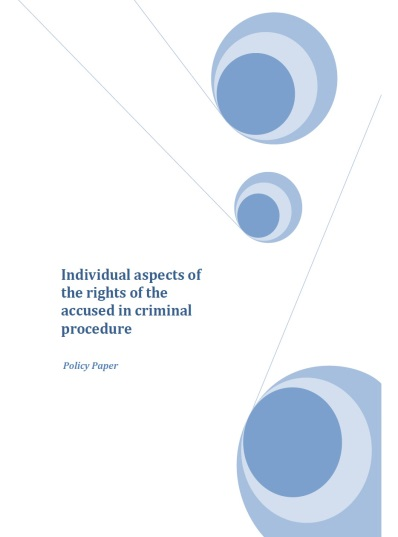 Individual aspects of
the rights of the
accused in criminal
procedure
Policy Paper